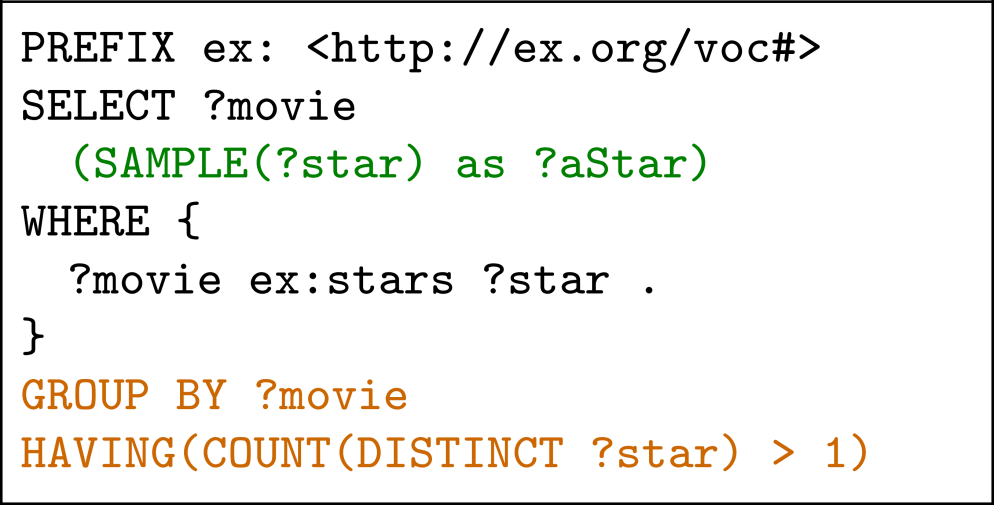 PREFIX ex: <http://ex.org/voc#>
SELECT ?movie
(SAMPLE(?star) as ?aStar)
WHERE {
?movie ex:stars ?star .
}
GROUP BY ?movie
HAVING(COUNT(DISTINCT ?star) > 1)